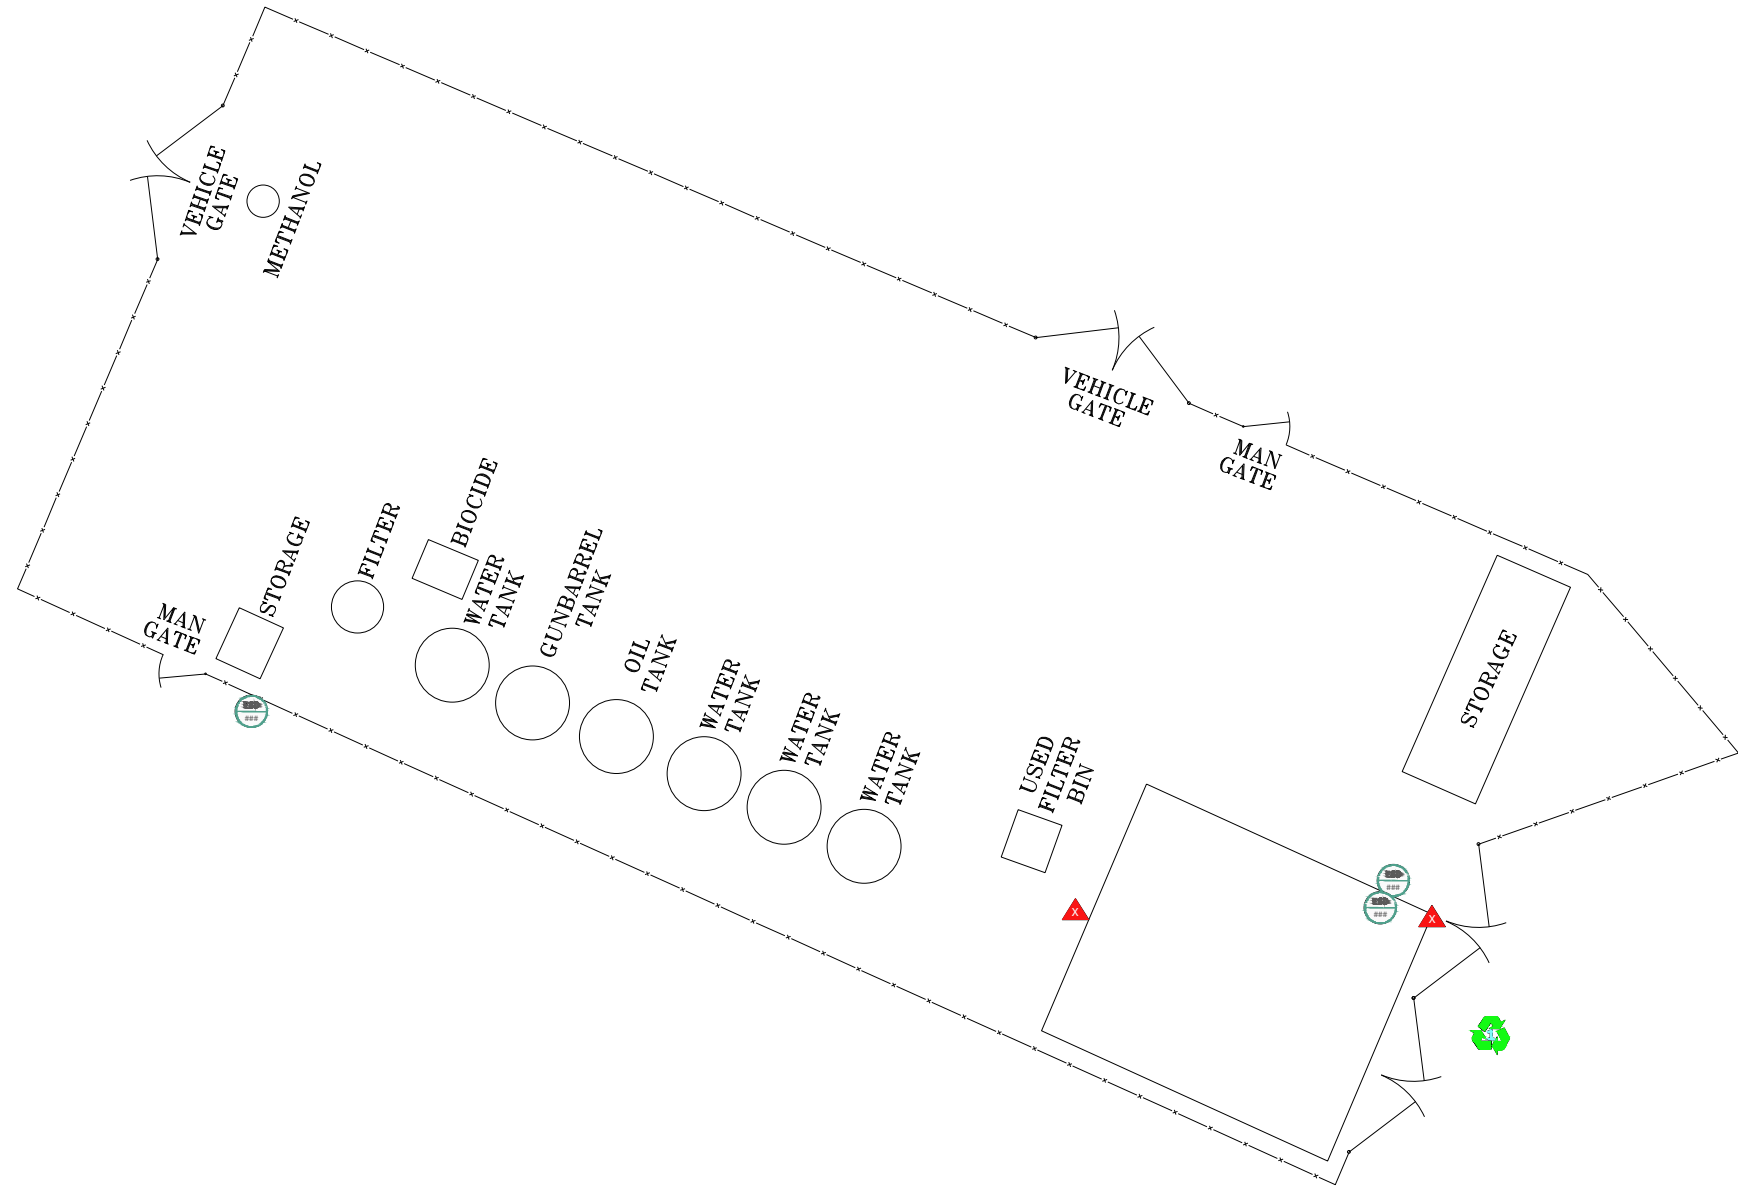 VEHICLE
GATE
METHANOL
VEHICLE
GATE
MAN
GATE
BIOCIDE
FILTER
STORAGE
MAN
GATE
WATER
TANK
GUNBARREL
TANK
OIL
TANK
WATER
TANK
WATER
TANK
WATER
TANK
USED
FILTER
BIN
STORAGE
###
###
###
X
X